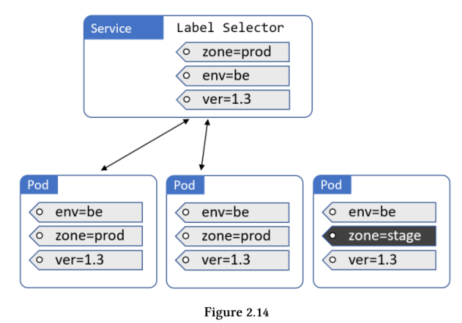 Service
Label Selector
zone=prod
env=be
ver=1.3
Pod
env=be
zone=prod
ver=1.3
Pod
env=be
zone=prod
ver=1.3
Pod
env=be
zone=stage
ver=1.3
Figure 2.14